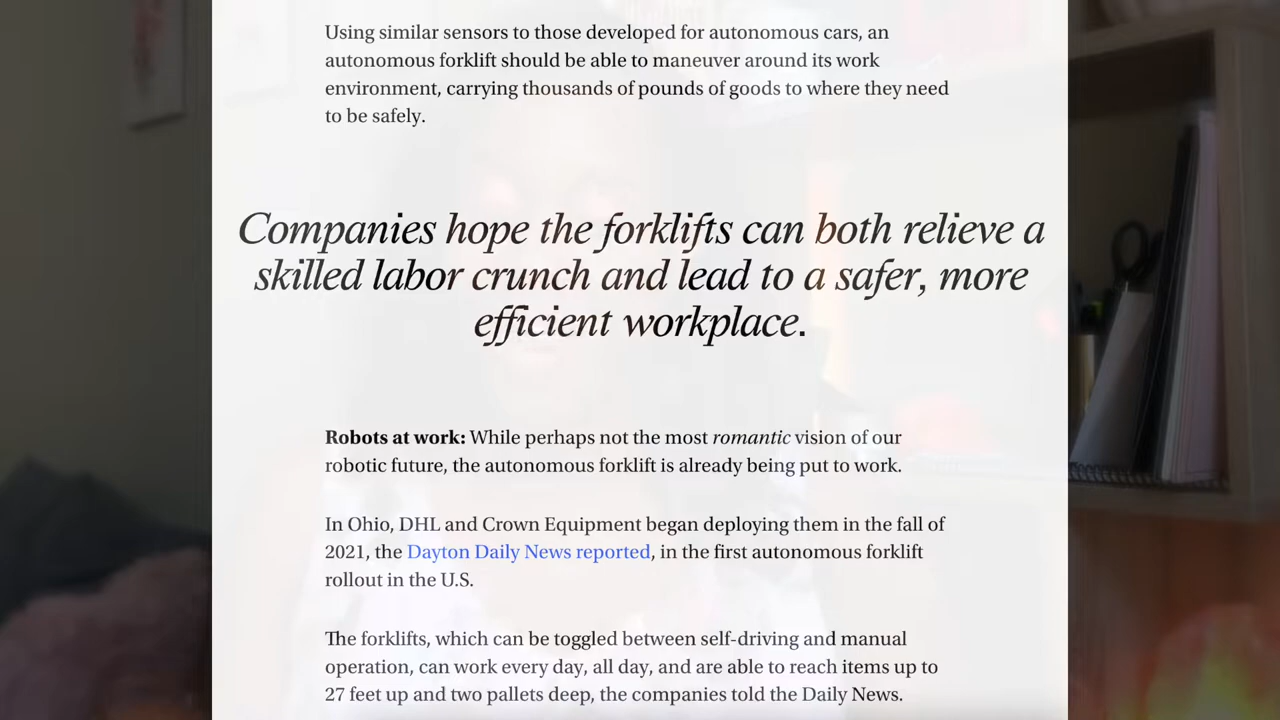 Using similar sensors to those developed for autonomous cars, an
autonomous forklift should be able to maneuver around its work
environment, carrying thousands of pounds of goods to where they need
to be safely.
Companies hope the forklifts can both relieve a
skilled labor crunch and lead to a safer, more
efficient workplace.
Robots at work: While perhaps not the most romantic vision of our
robotic future, the autonomous forklift is already being put to work.
In Ohio, DHL and Crown Equipment began deploying them in the fall of
2021, the Dayton Daily News reported, in the first autonomous forklift
rollout in the U.S.
The forklifts, which can be toggled between self-driving and manual
operation, can work every day, all day, and are able to reach items up to
27 feet up and two pallets deep, the companies told the Daily News.